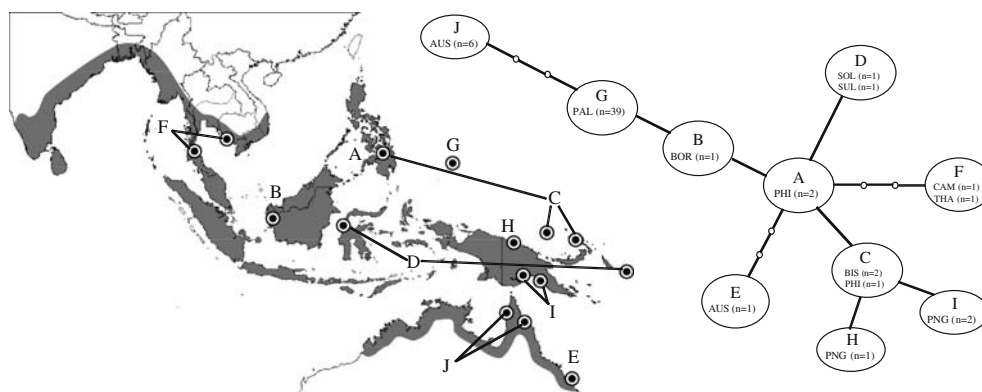 F
A
G
B
C
H
D
I
J
E
J
AUS (n=6)
G
PAL (n=39)
B
BOR (n=1)
D
SOL (n=1)
SUL (n=1)
A
PHI (n=2)
F
CAM (n=1)
THA (n=1)
C
BIS (n=2)
PHI (n=1)
E
AUS (n=1)
I
PNG (n=2)
H
PNG (n=1)